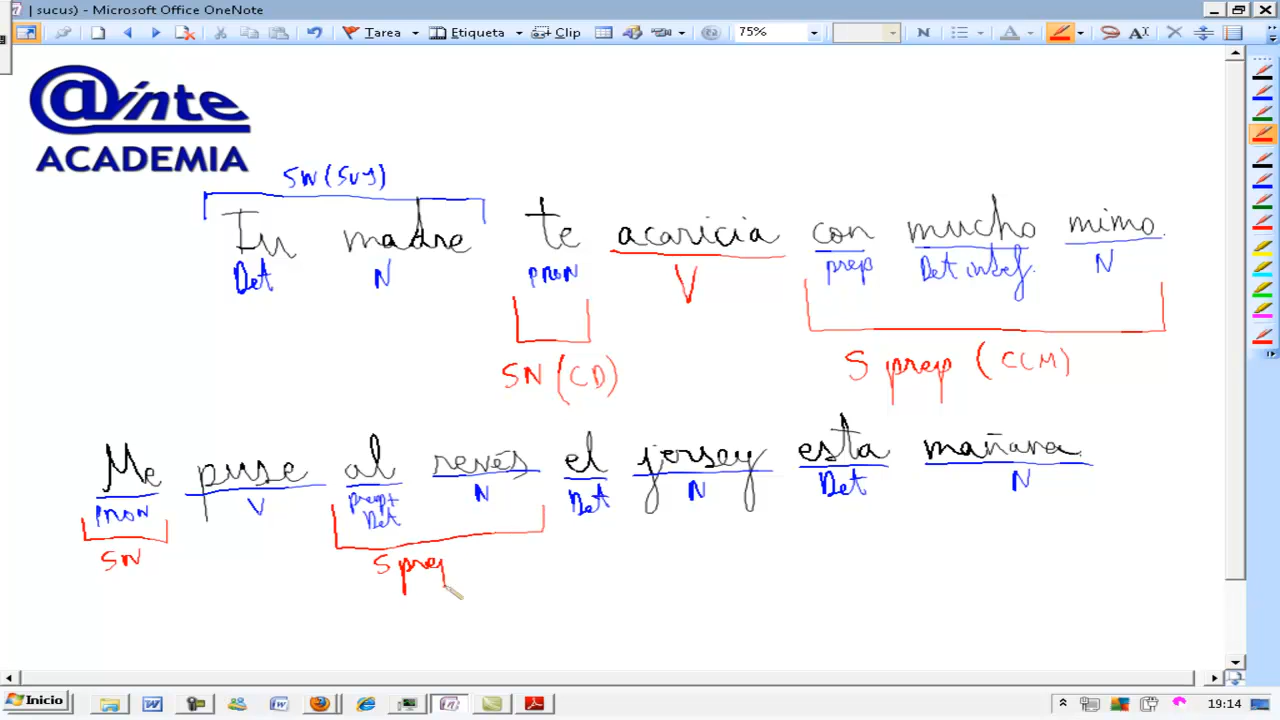 | sucus) - Microsoft Office OneNote
Tarea Etiqueta Clip 75% N A
@inte
ACADEMIA
SN (Suj)
Tu madre te acaricia con mucho mimo.
Det N PRON V prep Det indef. N
SN (CD) S prep (CCM)
Me puse al revés el jersey esta mañana.
PRON V prep+ Det N Det N Det N
SN S prep
Inicio 19:14